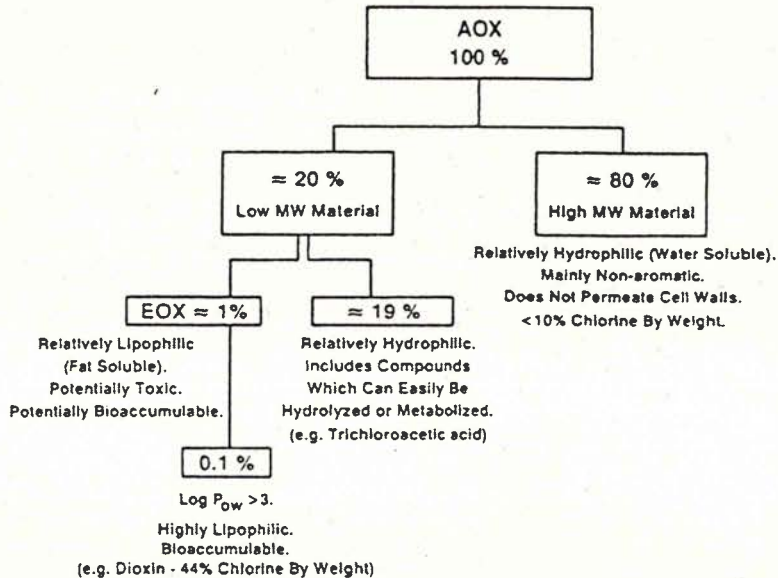 AOX
100 %
≈ 20 %
Low MW Material
≈ 80 %
High MW Material
Relatively Hydrophilic (Water Soluble).
Mainly Non-aromatic.
Does Not Permeate Cell Walls.
<10% Chlorine By Weight.
EOX ≈ 1%
Relatively Lipophilic
(Fat Soluble).
Potentially Toxic.
Potentially Bioaccumulable.
≈ 19 %
Relatively Hydrophilic.
Includes Compounds
Which Can Easily Be
Hydrolyzed or Metabolized.
(e.g. Trichloroacetic acid)
0.1 %
Log Pow >3.
Highly Lipophilic.
Bioaccumulable.
(e.g. Dioxin - 44% Chlorine By Weight)